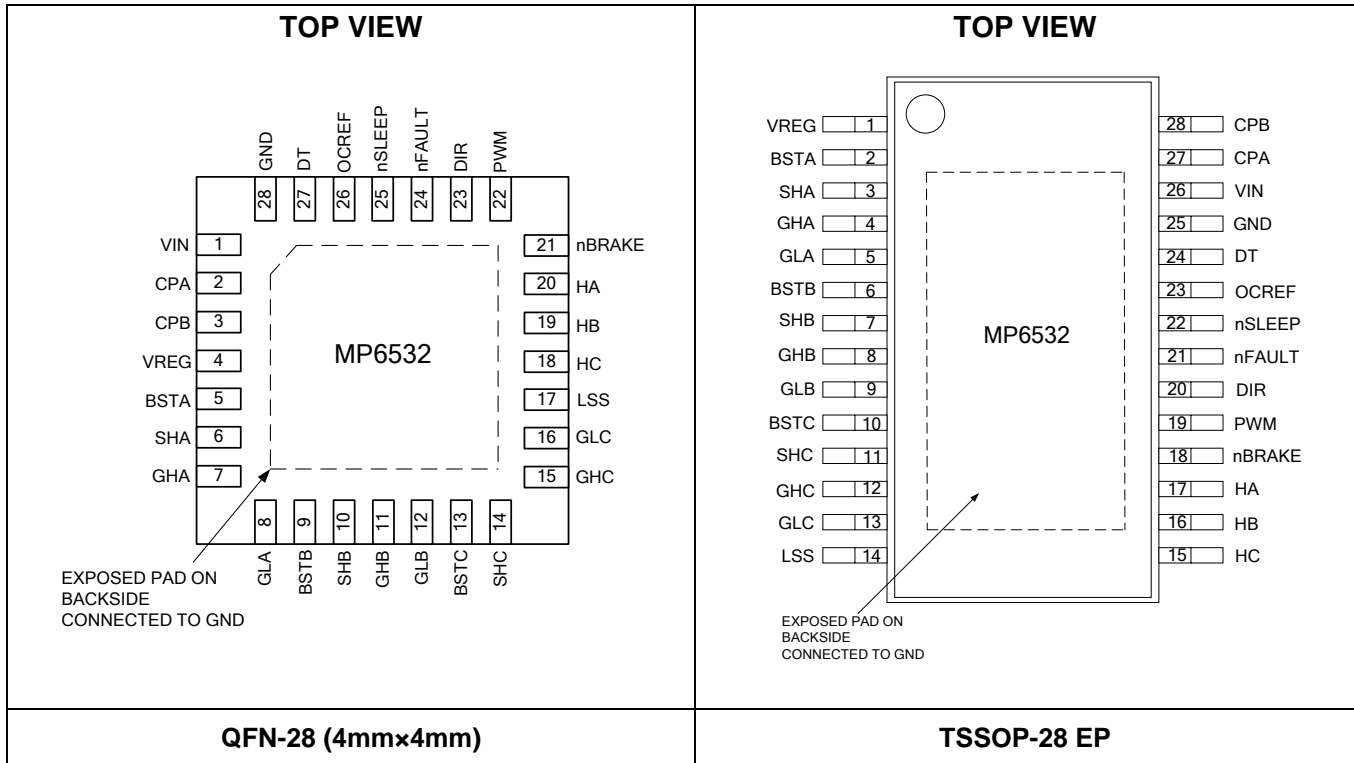 TOP VIEW
GND
DT
OCREF
nSLEEP
nFAULT
DIR
PWM
28
27
26
25
24
23
22
VIN 1
CPA 2
CPB 3
VREG 4
BSTA 5
SHA 6
GHA 7
MP6532
21 nBRAKE
20 HA
19 HB
18 HC
17 LSS
16 GLC
15 GHC
8
9
10
11
12
13
14
GLA
BSTB
SHB
GHB
GLB
BSTC
SHC
EXPOSED PAD ON
BACKSIDE
CONNECTED TO GND
QFN-28 (4mm×4mm)
TOP VIEW
VREG 1
BSTA 2
SHA 3
GHA 4
GLA 5
BSTB 6
SHB 7
GHB 8
GLB 9
BSTC 10
SHC 11
GHC 12
GLC 13
LSS 14
MP6532
28 CPB
27 CPA
26 VIN
25 GND
24 DT
23 OCREF
22 nSLEEP
21 nFAULT
20 DIR
19 PWM
18 nBRAKE
17 HA
16 HB
15 HC
EXPOSED PAD ON
BACKSIDE
CONNECTED TO GND
TSSOP-28 EP